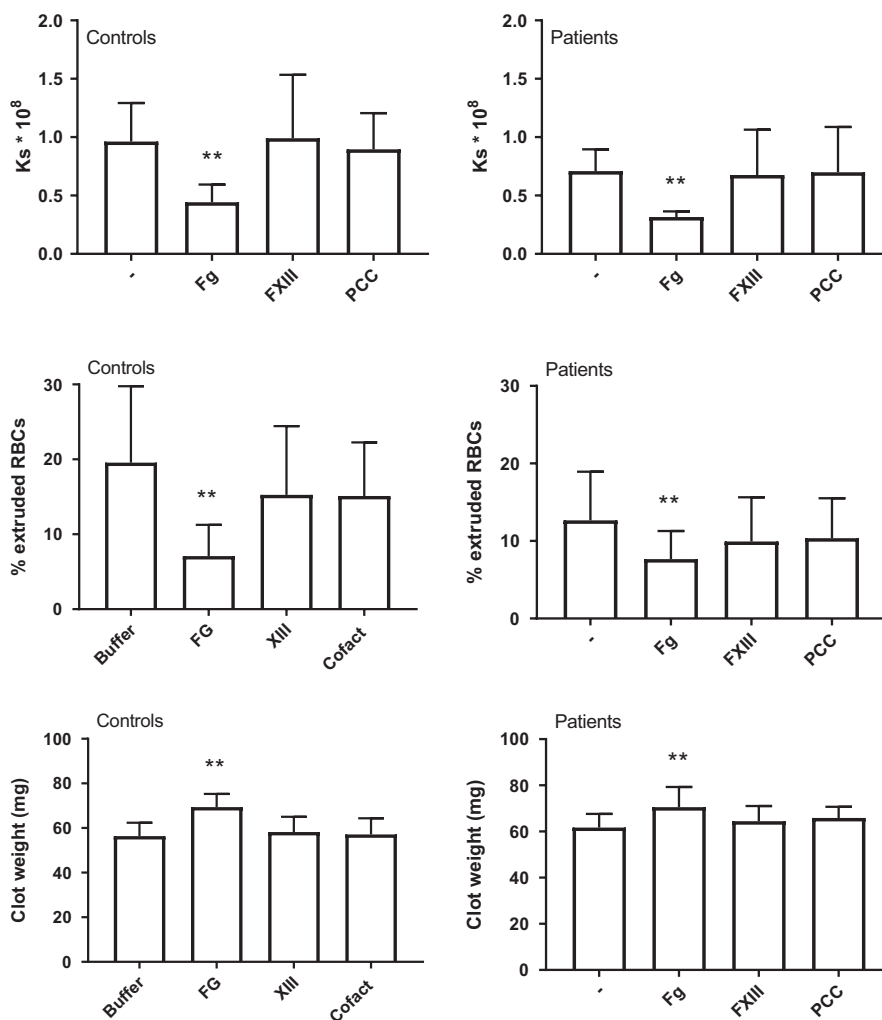 Controls
Ks * 10⁸
2.0
1.5
1.0
0.5
0.0
**
-
Fg
FXIII
PCC
Patients
Ks * 10⁸
2.0
1.5
1.0
0.5
0.0
**
-
Fg
FXIII
PCC
Controls
% extruded RBCs
30
20
10
0
**
Buffer
FG
XIII
Cofact
Patients
% extruded RBCs
30
20
10
0
**
-
Fg
FXIII
PCC
Controls
Clot weight (mg)
100
80
60
40
20
0
**
Buffer
FG
XIII
Cofact
Patients
Clot weight (mg)
100
80
60
40
20
0
**
-
Fg
FXIII
PCC